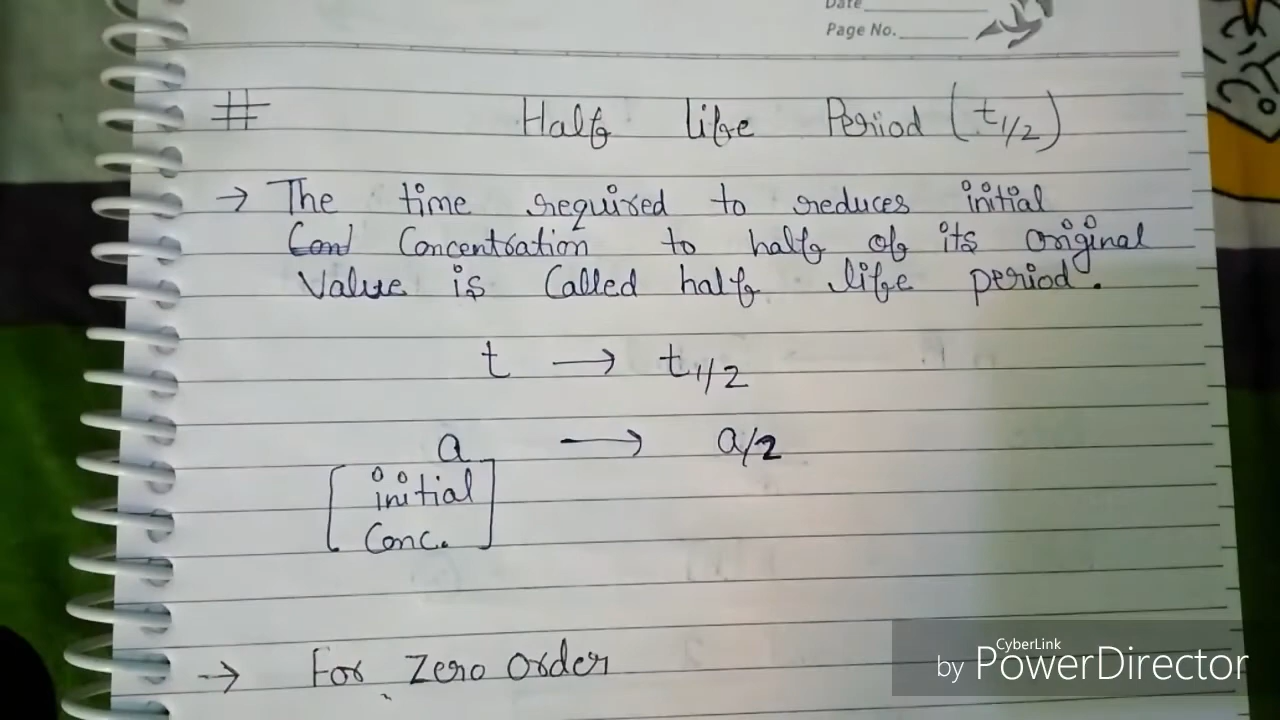 Date
Page No.
# Half life Period (t1/2)
→ The time required to reduces initial
Con Concentration to half of its original
Value is Called half life period.
t → t1/2
a → a/2
[initial
Conc.]
→ For Zero Order
CyberLink
by PowerDirector